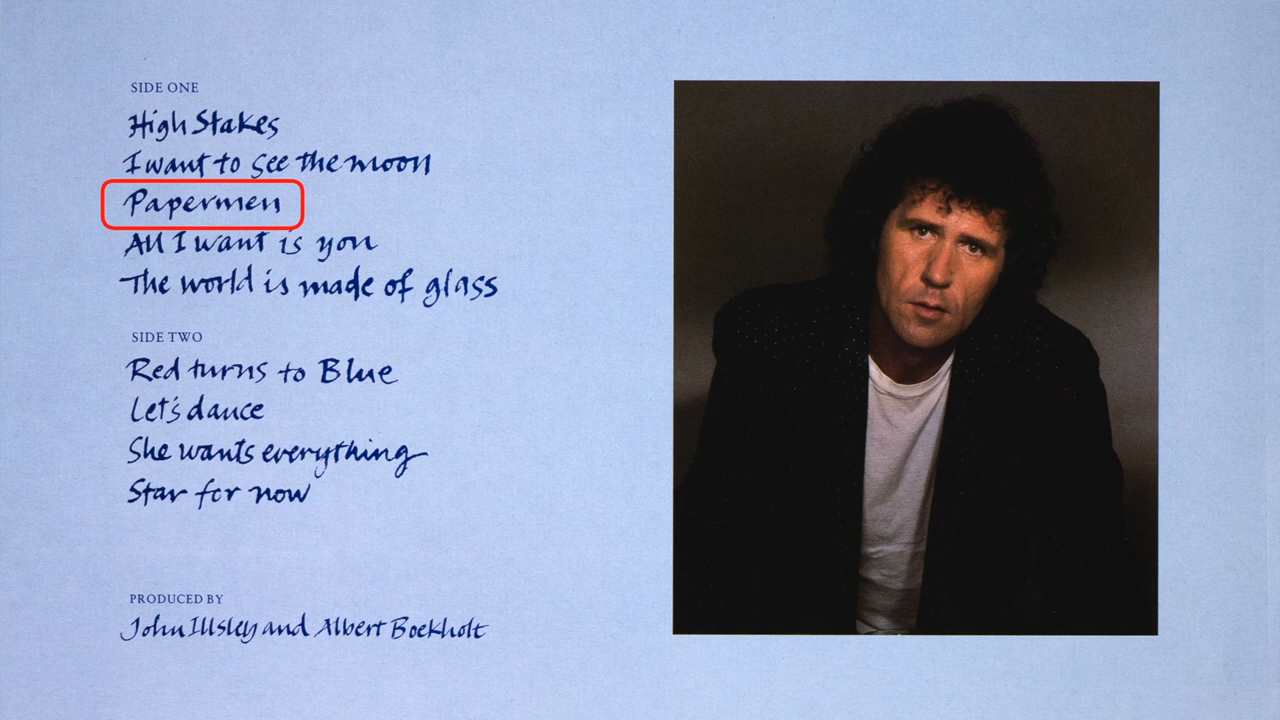 SIDE ONE
High Stakes
I want to see the moon
Papermen
All I want is you
The world is made of glass
SIDE TWO
Red turns to Blue
Let's dance
She wants everything
Star for now
PRODUCED BY
John Illsley and Albert Boekholt